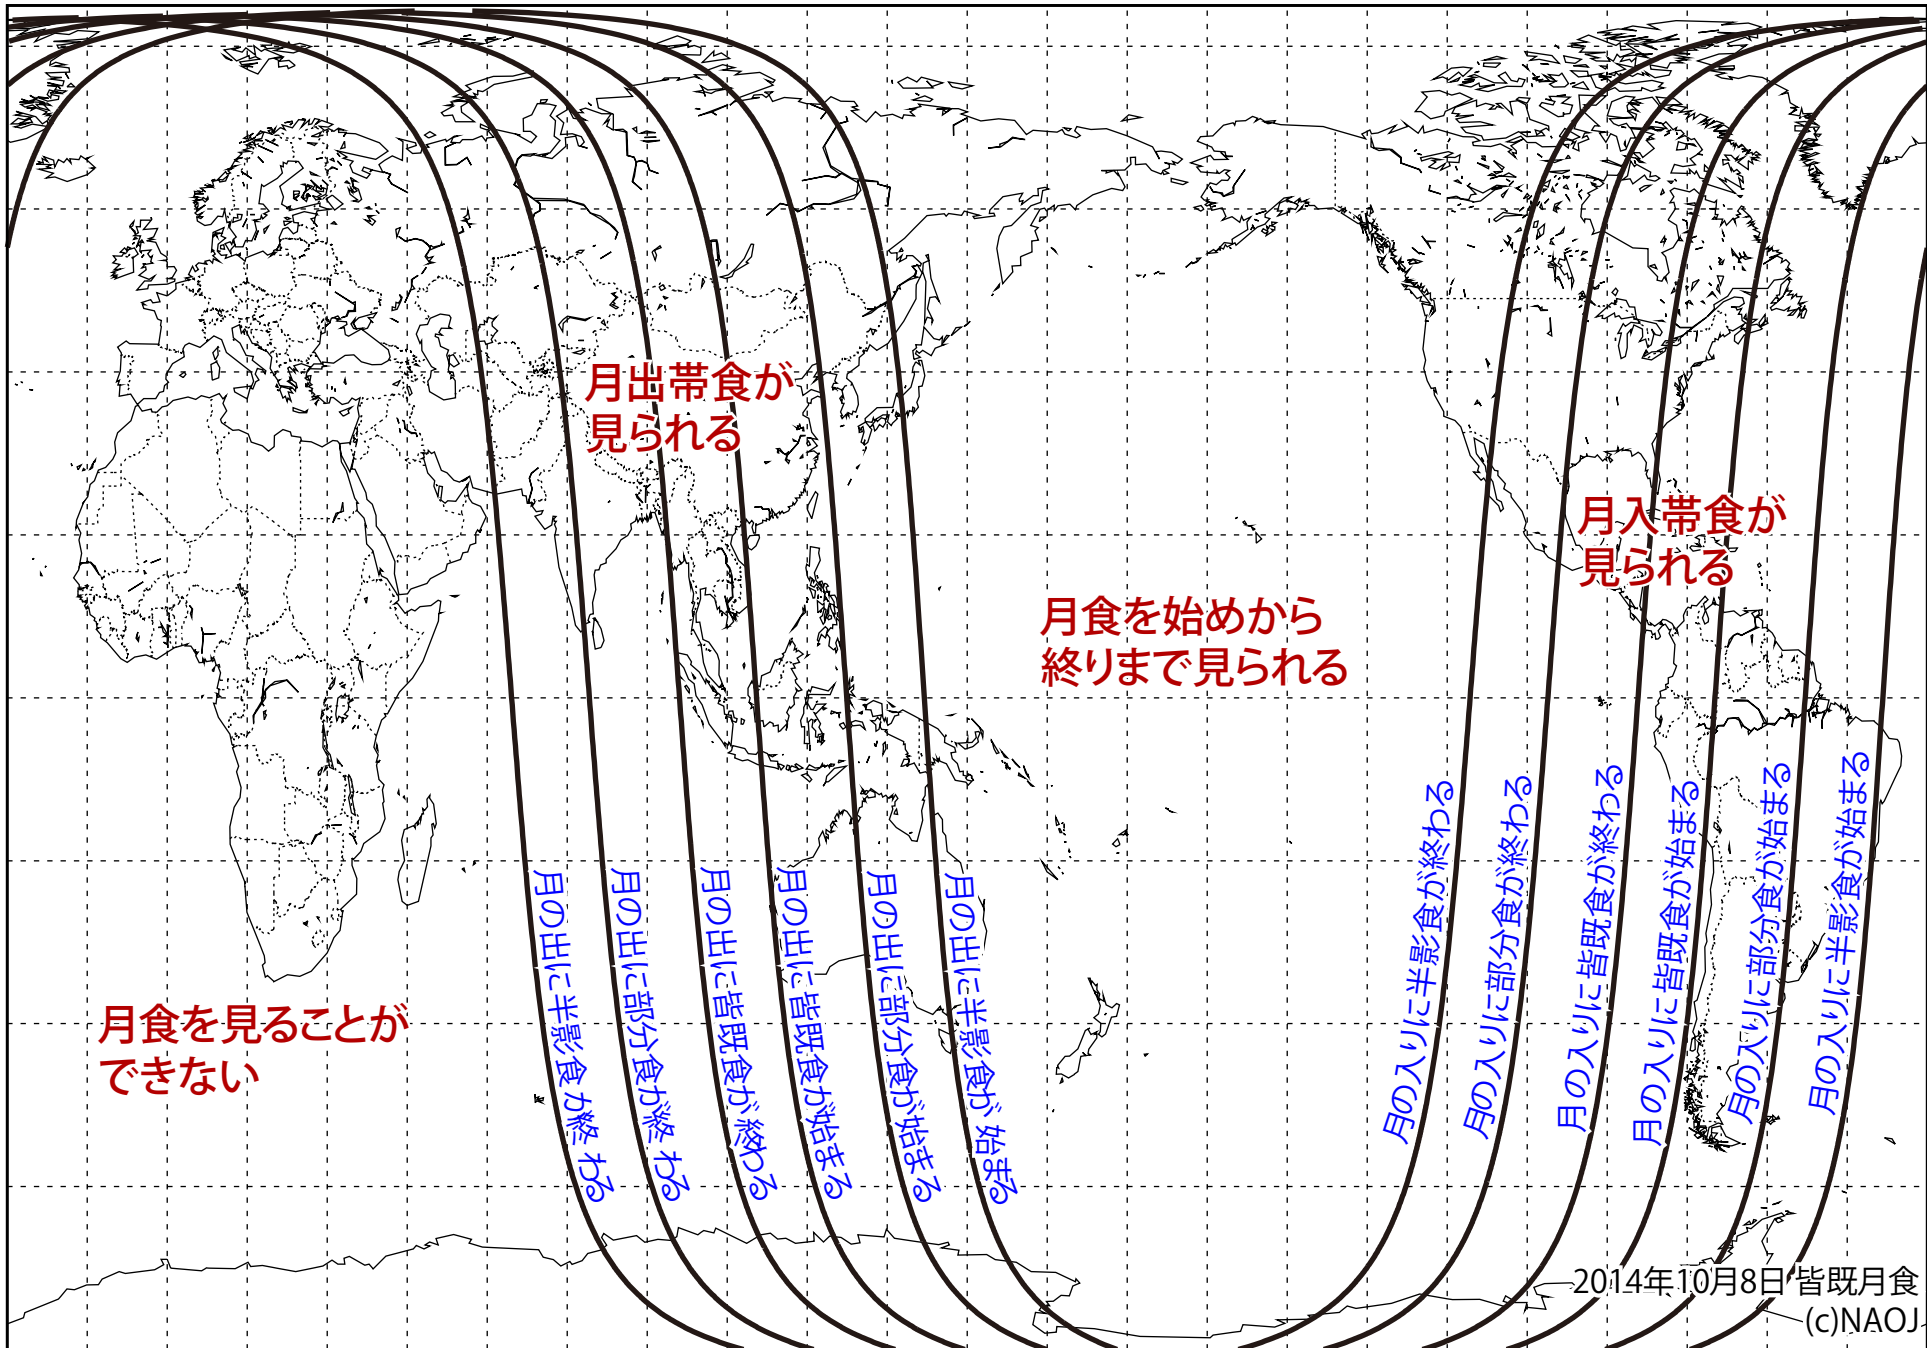 月出帯食が
見られる
月入帯食が
見られる
月食を始めから
終りまで見られる
月食を見ることが
できない
月の出に半影食が終わる
月の出に部分食が終わる
月の出に皆既食が終わる
月の出に皆既食が始まる
月の出に部分食が始まる
月の出に半影食が始まる
月の入りに半影食が終わる
月の入りに部分食が終わる
月の入りに皆既食が終わる
月の入りに皆既食が始まる
月の入りに部分食が始まる
月の入りに半影食が始まる
2014年10月8日 皆既月食
(c)NAOJ